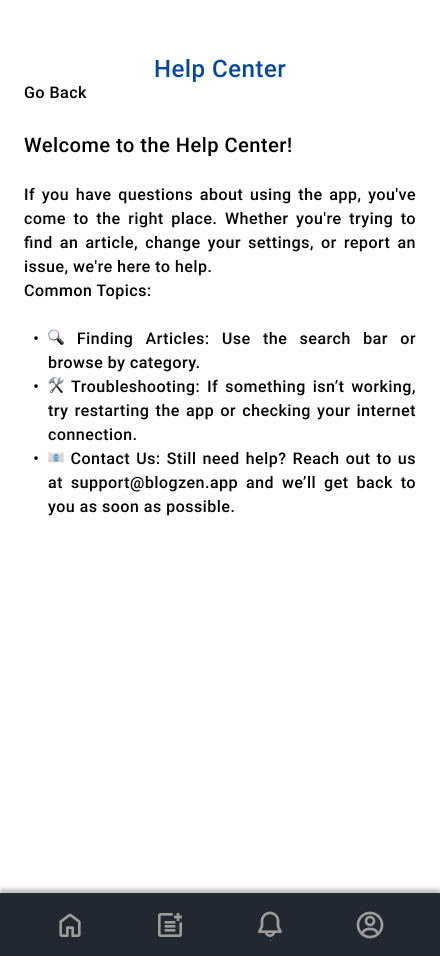 Help Center
Go Back
Welcome to the Help Center!
If you have questions about using the app, you've
come to the right place. Whether you're trying to
find an article, change your settings, or report an
issue, we're here to help.
Common Topics:
• 🔍 Finding Articles: Use the search bar or
browse by category.
• 🛠 Troubleshooting: If something isn’t working,
try restarting the app or checking your internet
connection.
• 📧 Contact Us: Still need help? Reach out to us
at support@blogzen.app and we’ll get back to
you as soon as possible.